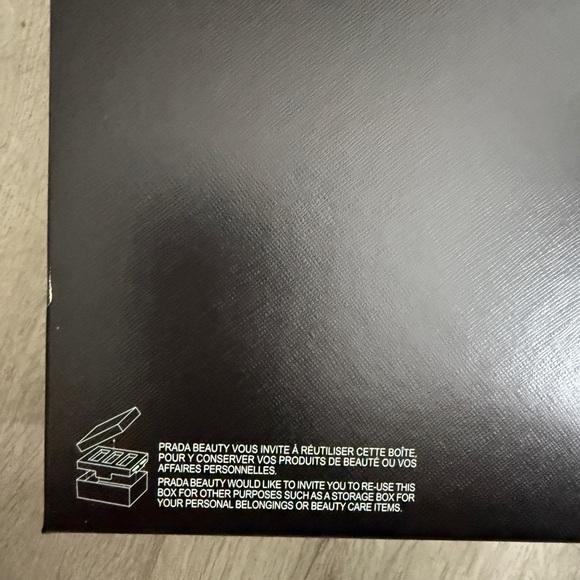 PRADA BEAUTY VOUS INVITE À RÉUTILISER CETTE BOÎTE,
POUR Y CONSERVER VOS PRODUITS DE BEAUTÉ OU VOS
AFFAIRES PERSONNELLES.
PRADA BEAUTY WOULD LIKE TO INVITE YOU TO RE-USE THIS
BOX FOR OTHER PURPOSES SUCH AS A STORAGE BOX FOR
YOUR PERSONAL BELONGINGS OR BEAUTY CARE ITEMS.